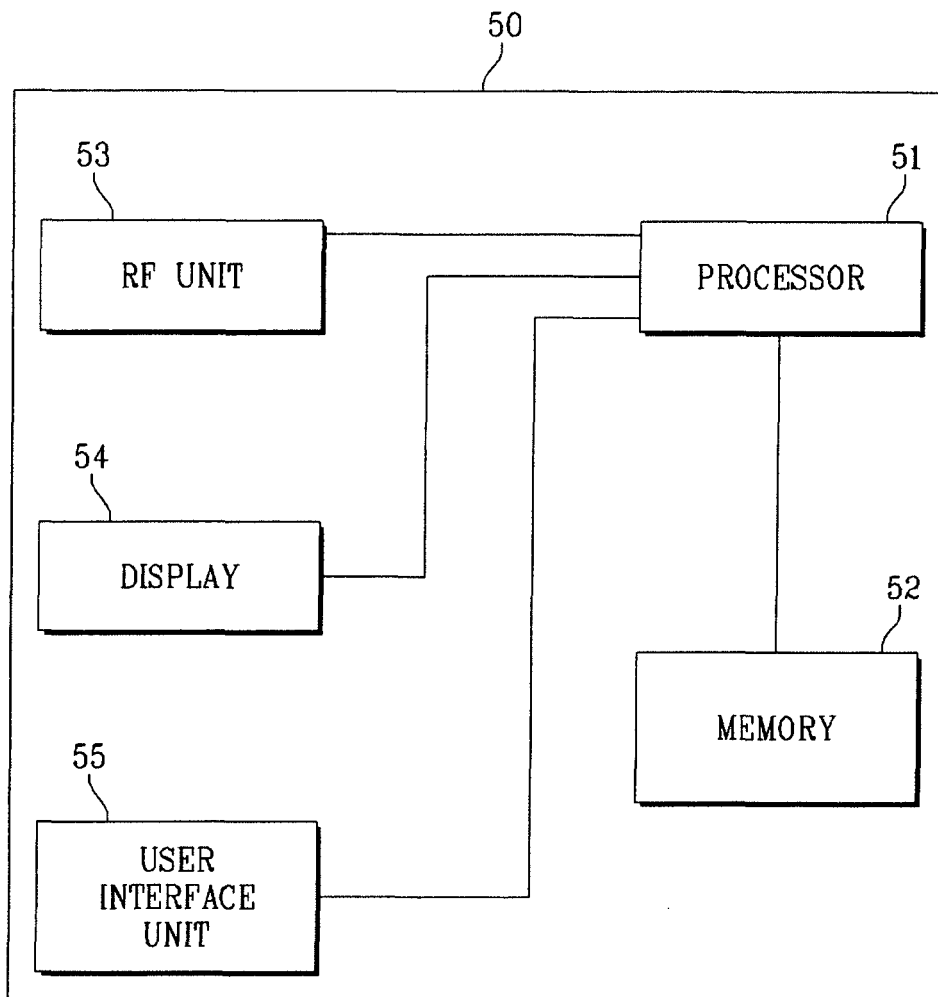 50
53
51
RF UNIT
PROCESSOR
54
DISPLAY
52
MEMORY
55
USER
INTERFACE
UNIT